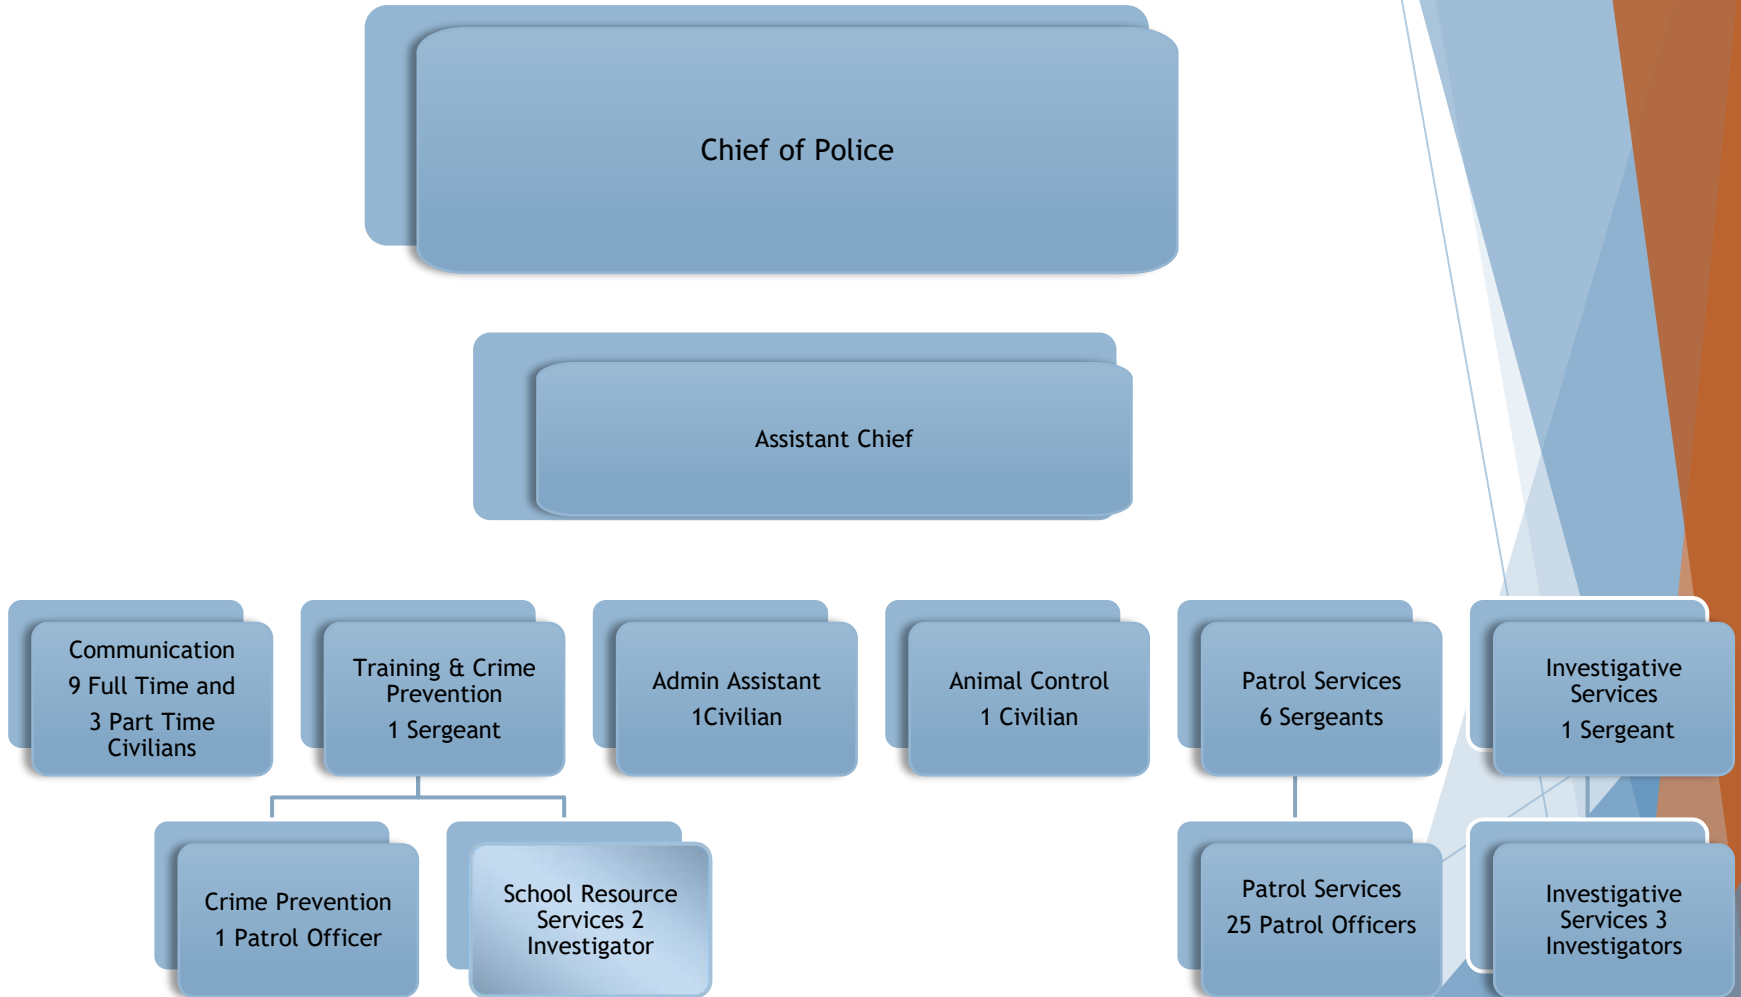 Chief of Police
Assistant Chief
Communication
9 Full Time and
3 Part Time
Civilians
Training & Crime
Prevention
1 Sergeant
Admin Assistant
1Civilian
Animal Control
1 Civilian
Patrol Services
6 Sergeants
Investigative
Services
1 Sergeant
Crime Prevention
1 Patrol Officer
School Resource
Services 2
Investigator
Patrol Services
25 Patrol Officers
Investigative
Services 3
Investigators